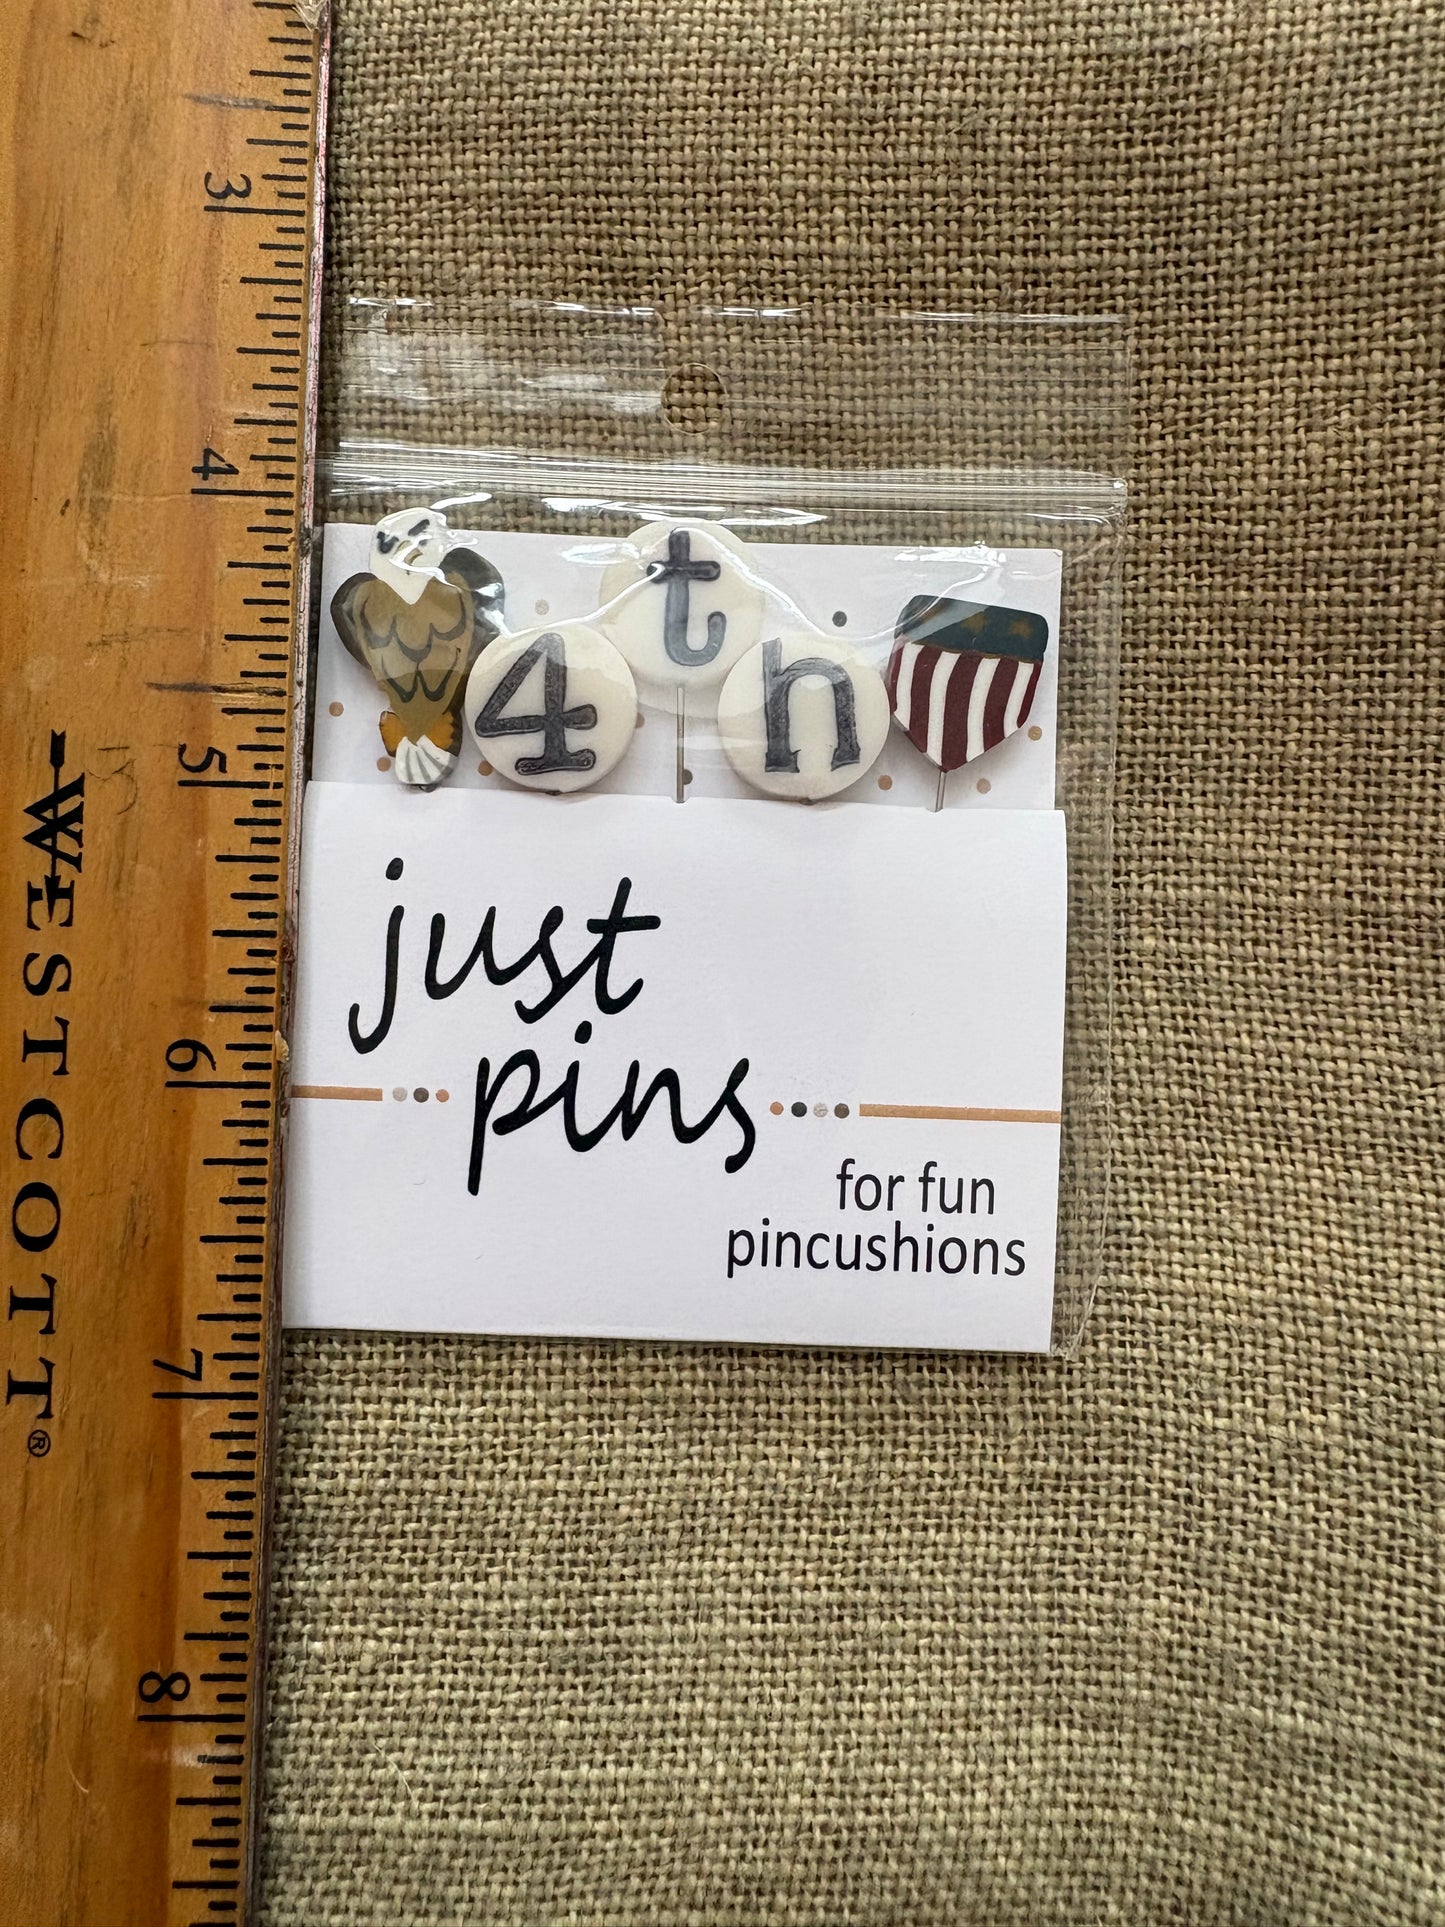 3
4
5
6
7
8
WESTCOTT®
4 t h
just
pins
for fun
pincushions